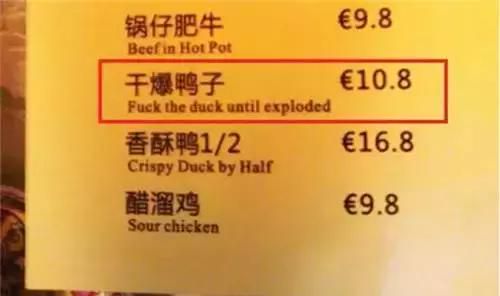 锅仔肥牛 €9.8
Beef in Hot Pot
干爆鸭子 €10.8
Fuck the duck until exploded
香酥鸭1/2 €16.8
Crispy Duck by Half
醋溜鸡 €9.8
Sour chicken